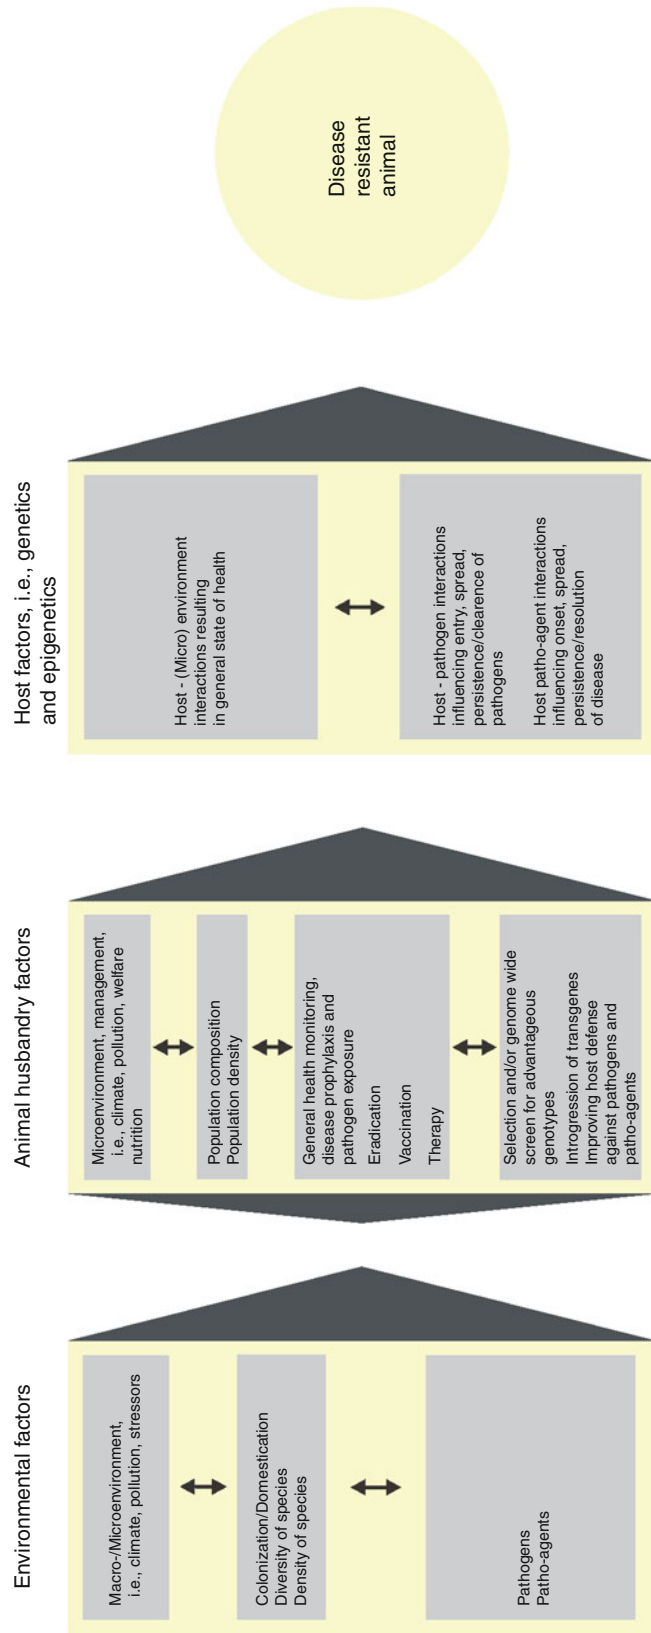 Environmental factors
Macro-/Microenvironment,
i.e., climate, pollution, stressors
Colonization/Domestication
Diversity of species
Density of species
Pathogens
Patho-agents
Animal husbandry factors
Microenvironment, management,
i.e., climate, pollution, welfare
nutrition
Population composition
Population density
General health monitoring,
disease prophylaxis and
pathogen exposure
Eradication
Vaccination
Therapy
Selection and/or genome wide
screen for advantageous
genotypes
Introgression of transgenes
Improving host defense
against pathogens and
patho-agents
Host factors, i.e., genetics
and epigenetics
Host - (Micro) environment
interactions resulting
in general state of health
Host - pathogen interactions
influencing entry, spread,
persistence/clearence of
pathogens
Host patho-agent interactions
influencing onset, spread,
persistence/resolution
of disease
Disease
resistant
animal